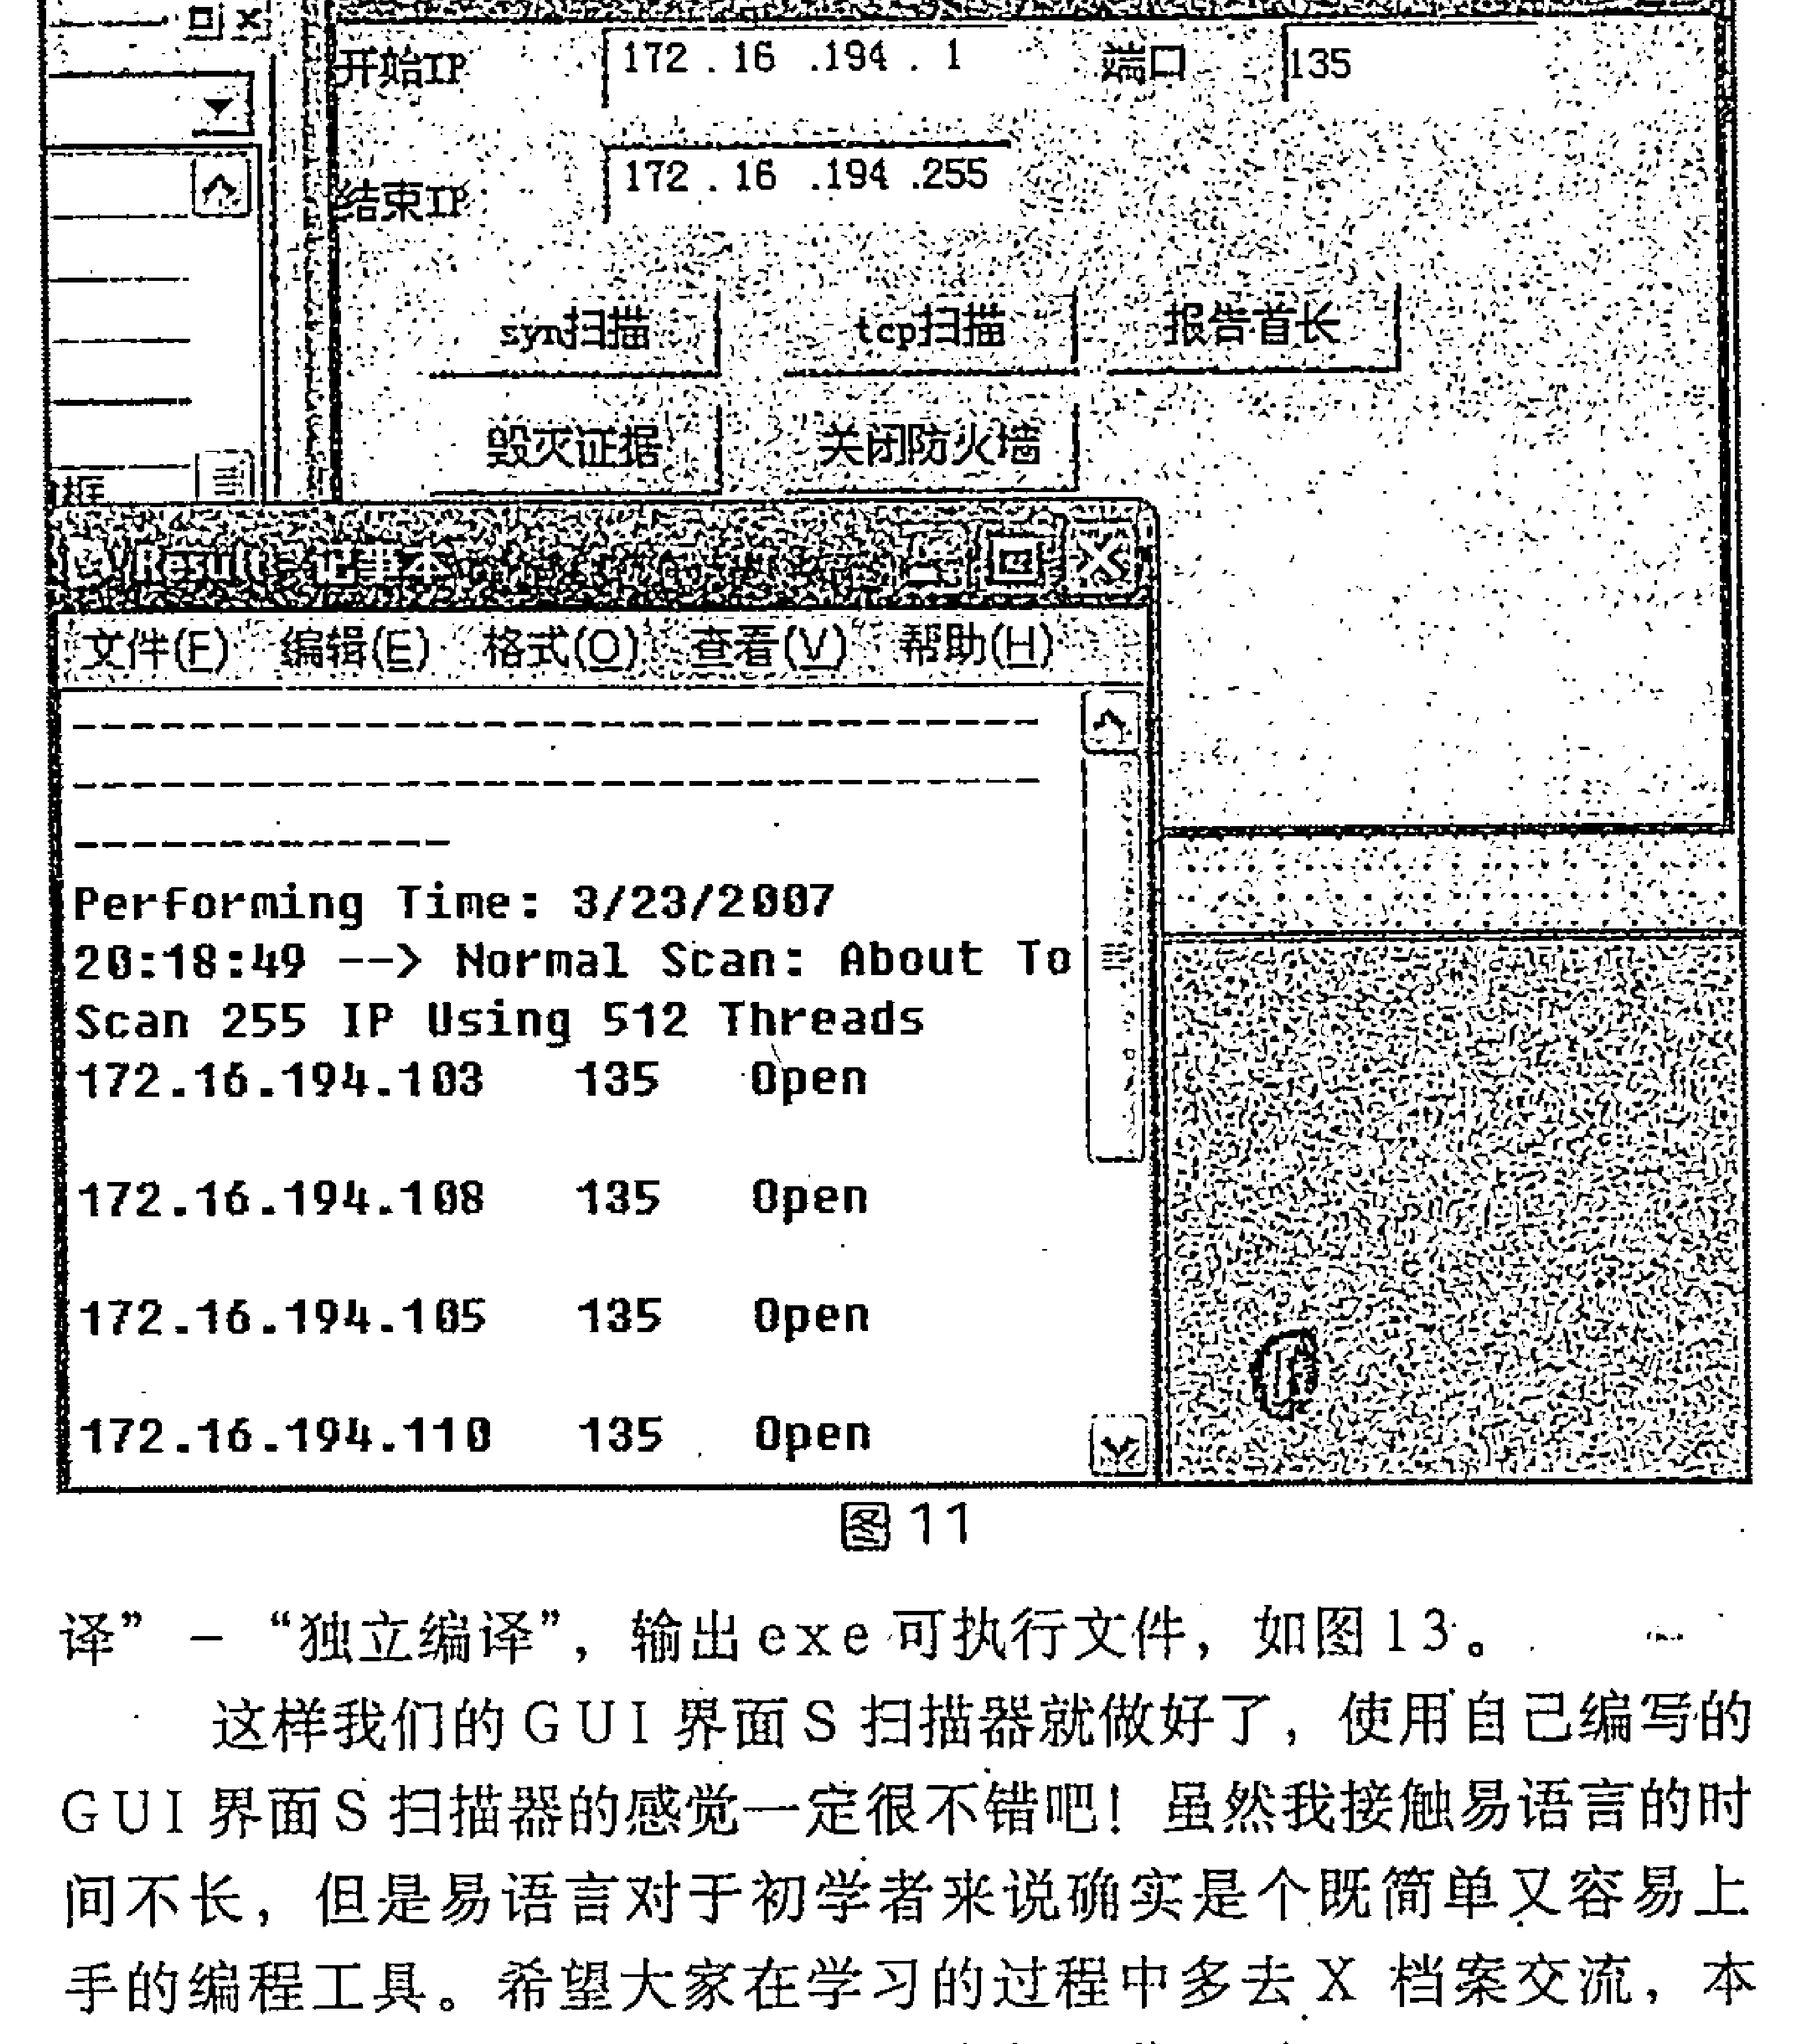 开始IP 172 . 16 .194 . 1 端口 135
结束IP 172 . 16 .194 .255
syn扫描 tcp扫描 报告首长
毁灭证据 关闭防火墙
框
Result - 记事本
文件(F) 编辑(E) 格式(O) 查看(V) 帮助(H)
---------------------------------
---------------------------------
-------------
Performing Time: 3/23/2007
20:18:49 --> Normal Scan: About To
Scan 255 IP Using 512 Threads
172.16.194.103 135 Open
172.16.194.108 135 Open
172.16.194.105 135 Open
172.16.194.110 135 Open
图 11
译”-“独立编译”，输出exe可执行文件，如图13。
这样我们的GUI界面S扫描器就做好了，使用自己编写的
GUI界面S扫描器的感觉一定很不错吧！虽然我接触易语言的时
间不长，但是易语言对于初学者来说确实是个既简单又容易上
手的编程工具。希望大家在学习的过程中多去X档案交流，本